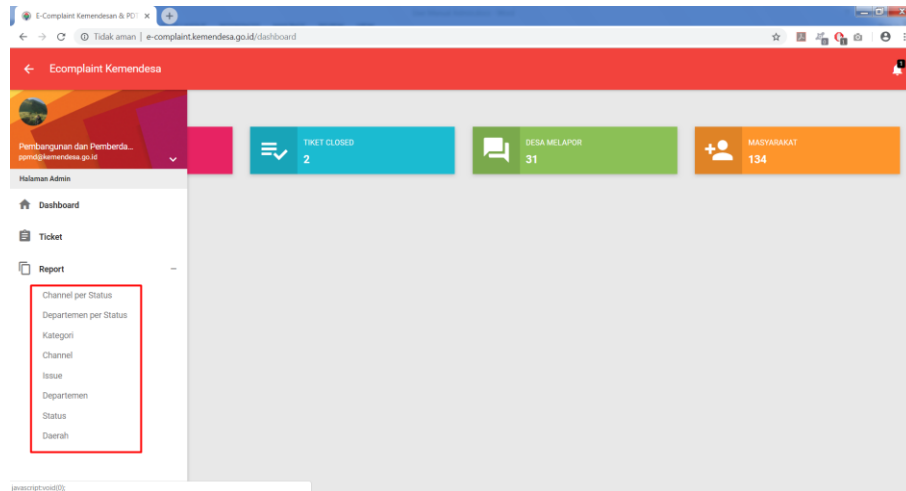 E-Complaint Kemendesan & PD
Tidak aman | e-complaint.kemendesa.go.id/dashboard
Ecomplaint Kemendesa
1
Pembangunan dan Pemberda...
ppmd@kemendesa.go.id
Halaman Admin
Dashboard
Ticket
Report
Channel per Status
Departemen per Status
Kategori
Channel
Issue
Departemen
Status
Daerah
TIKET CLOSED
2
DESA MELAPOR
31
MASYARAKAT
134
javascript:void(0);